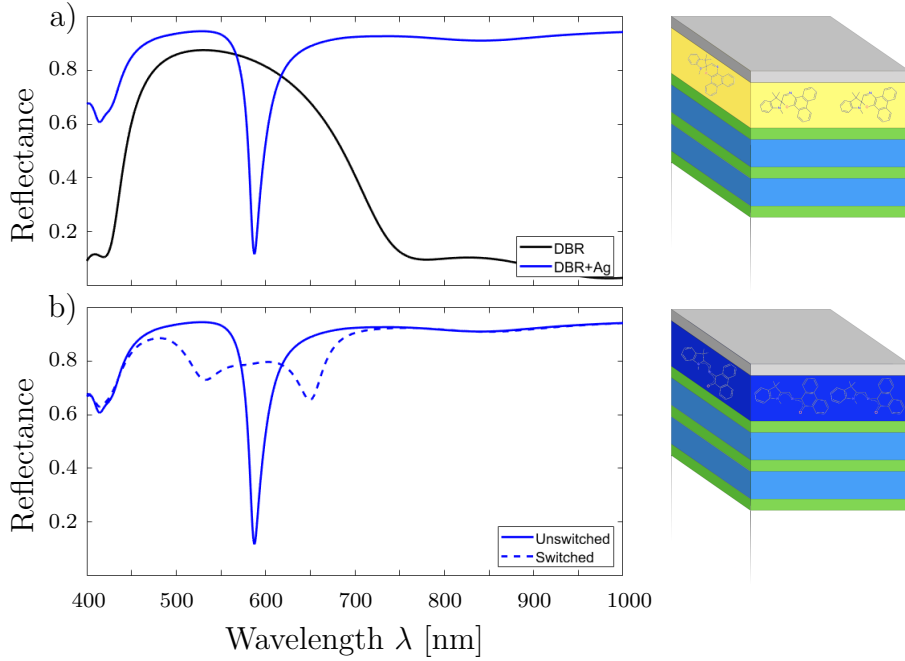 a)
0.8
0.6
0.4
0.2
Reflectance
DBR
DBR+Ag
b)
0.8
0.6
0.4
0.2
Reflectance
Unswitched
Switched
400 500 600 700 800 900 1000
Wavelength λ [nm]